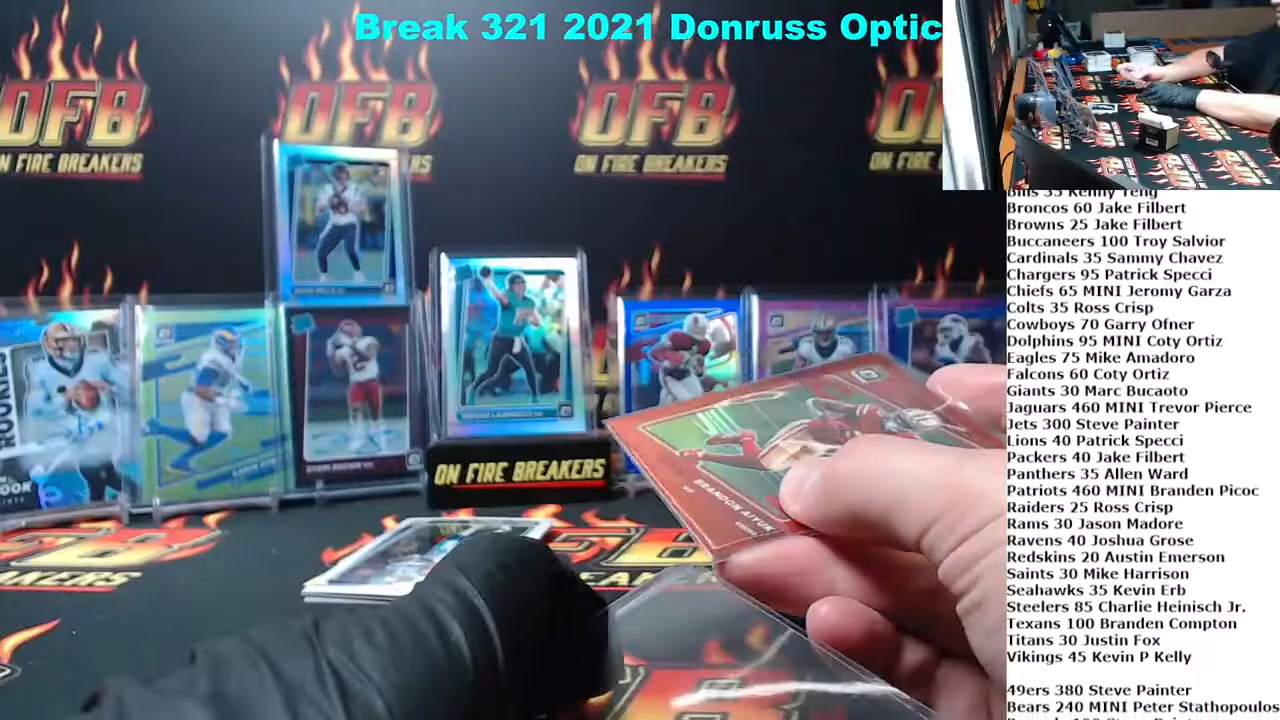 Break 321 2021 Donruss Optic
OFB
ON FIRE BREAKERS
OFB
ON FIRE BREAKERS
OFB
ON FIRE BREAKERS
ON FIRE
Bills 35 Kenny Teng
Broncos 60 Jake Filbert
Browns 25 Jake Filbert
Buccaneers 100 Troy Salvior
Cardinals 35 Sammy Chavez
Chargers 95 Patrick Specci
Chiefs 65 MINI Jeromy Garza
Colts 35 Ross Crisp
Cowboys 70 Garry Ofner
Dolphins 95 MINI Coty Ortiz
Eagles 75 Mike Amadoro
Falcons 60 Coty Ortiz
Giants 30 Marc Bucaoto
Jaguars 460 MINI Trevor Pierce
Jets 300 Steve Painter
Lions 40 Patrick Specci
Packers 40 Jake Filbert
Panthers 35 Allen Ward
Patriots 460 MINI Branden Picoc
Raiders 25 Ross Crisp
Rams 30 Jason Madore
Ravens 40 Joshua Grose
Redskins 20 Austin Emerson
Saints 30 Mike Harrison
Seahawks 35 Kevin Erb
Steelers 85 Charlie Heinisch Jr.
Texans 100 Branden Compton
Titans 30 Justin Fox
Vikings 45 Kevin P Kelly
49ers 380 Steve Painter
Bears 240 MINI Peter Stathopoulos
ROOKIES
ON FIRE BREAKERS
BRANDON AIYUK